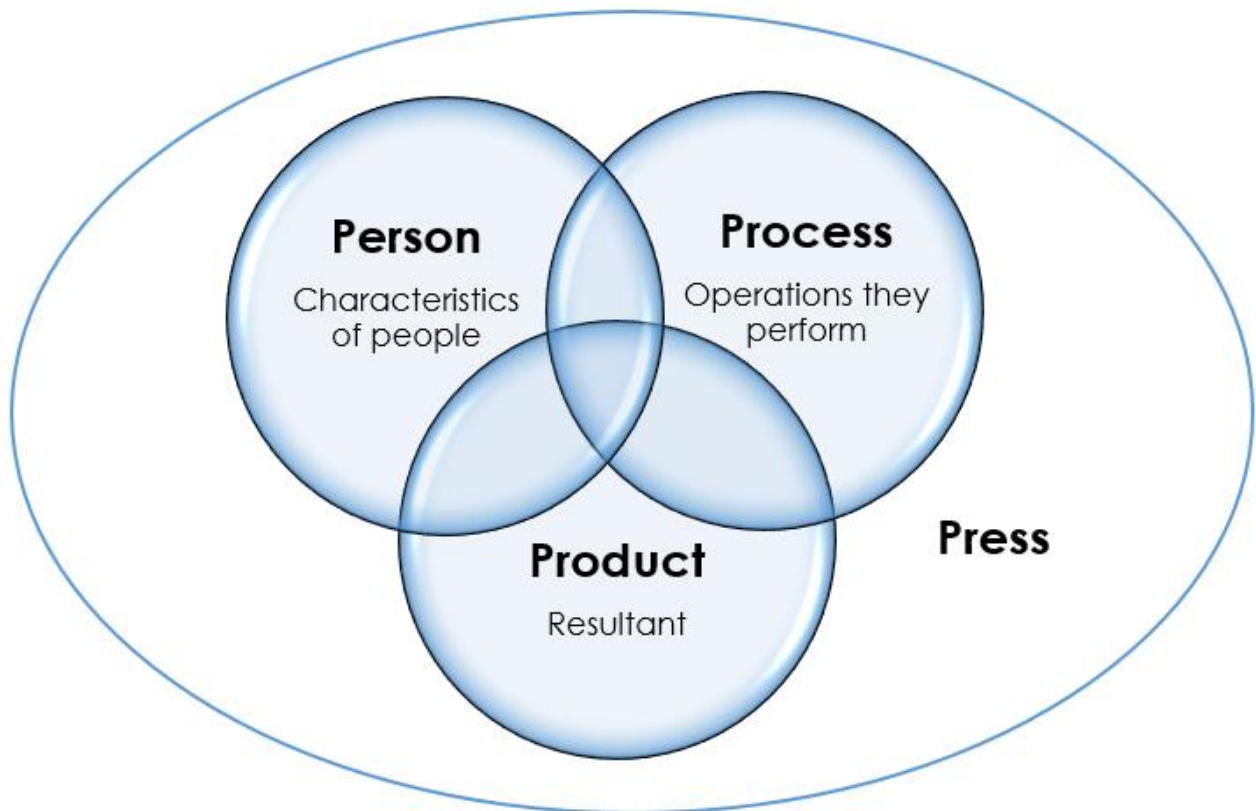 Person
Characteristics
of people
Process
Operations they
perform
Product
Resultant
Press